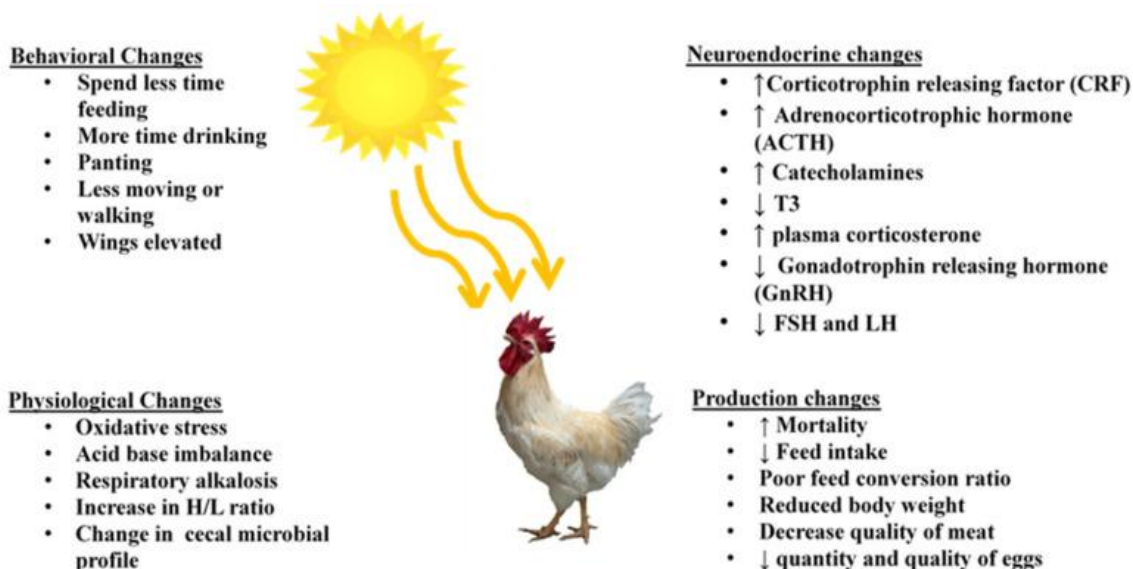 Behavioral Changes
• Spend less time
feeding
• More time drinking
• Panting
• Less moving or
walking
• Wings elevated
Neuroendocrine changes
• ↑Corticotrophin releasing factor (CRF)
• ↑ Adrenocorticotrophic hormone
(ACTH)
• ↑ Catecholamines
• ↓ T3
• ↑ plasma corticosterone
• ↓ Gonadotrophin releasing hormone
(GnRH)
• ↓ FSH and LH
Physiological Changes
• Oxidative stress
• Acid base imbalance
• Respiratory alkalosis
• Increase in H/L ratio
• Change in cecal microbial
profile
Production changes
• ↑ Mortality
• ↓ Feed intake
• Poor feed conversion ratio
• Reduced body weight
• Decrease quality of meat
• ↓ quantity and quality of eggs